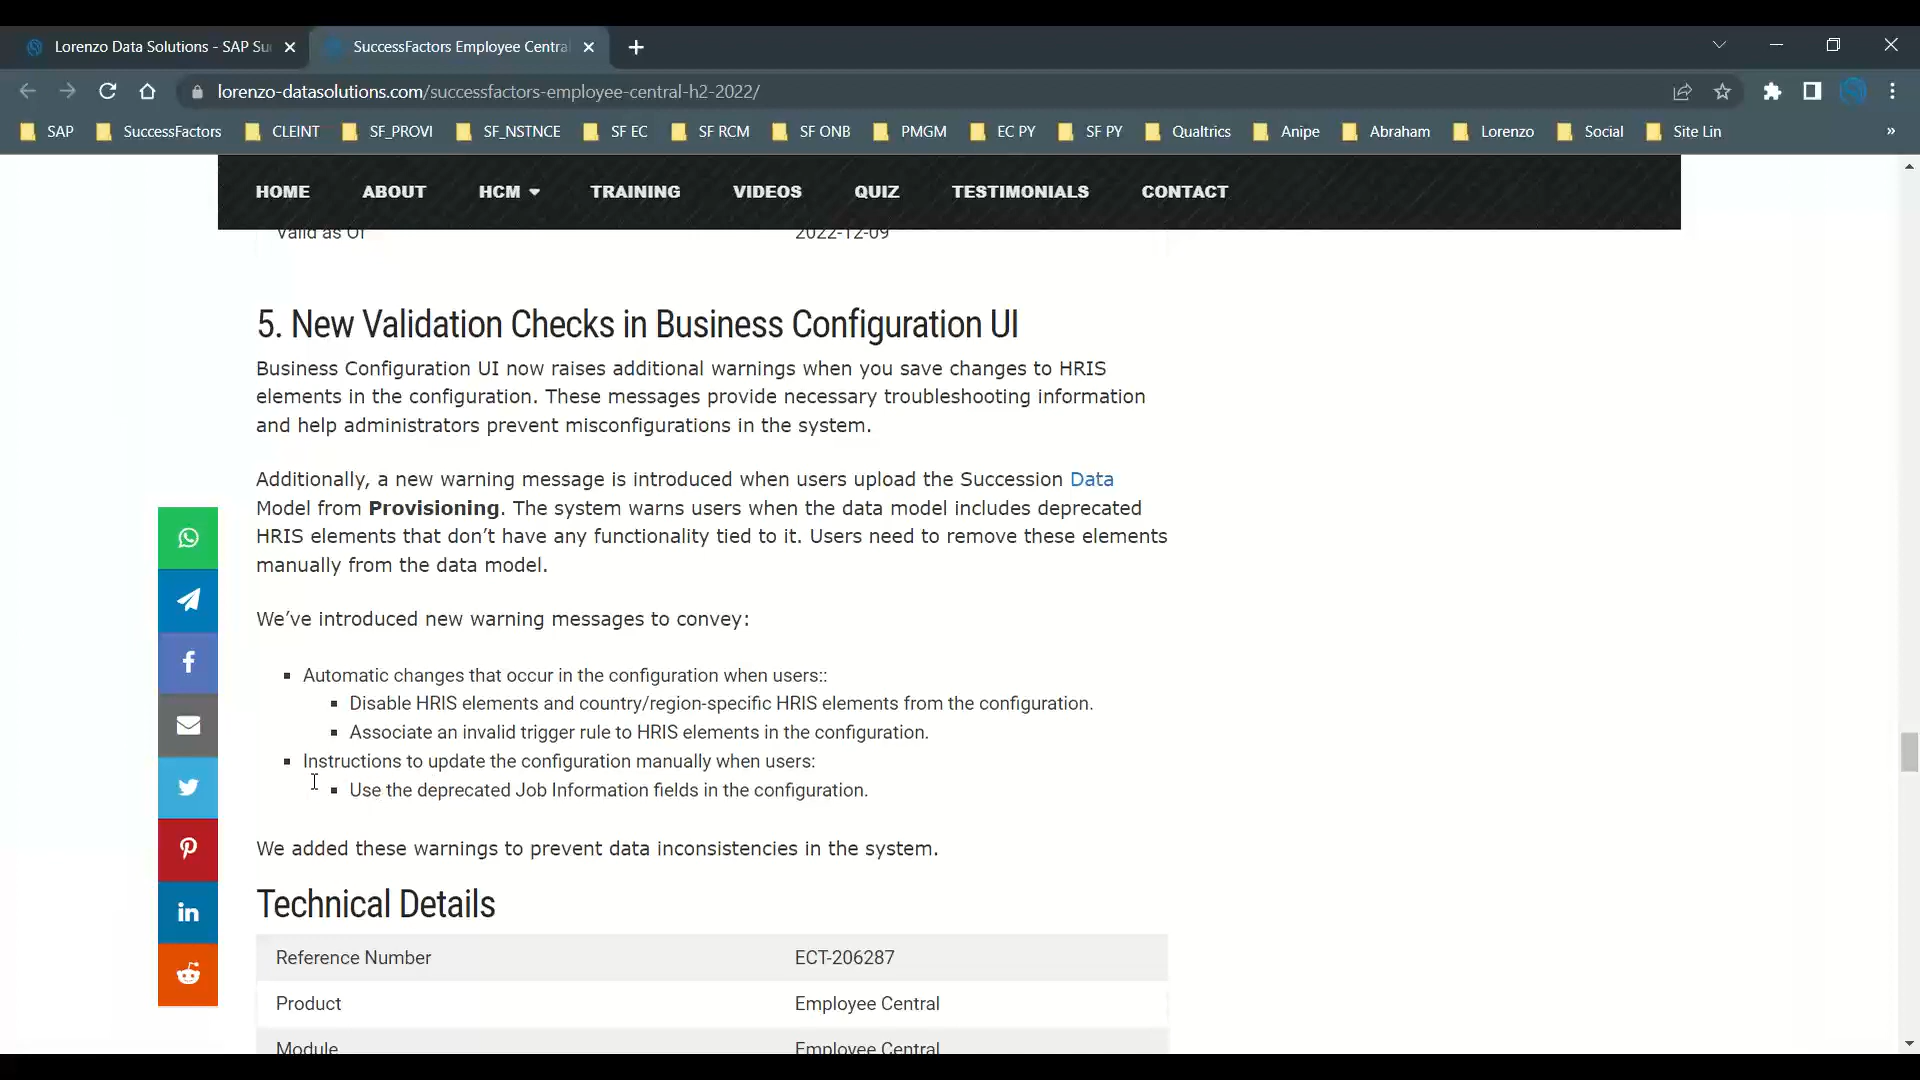 Lorenzo Data Solutions - SAP Su
SuccessFactors Employee Centra
lorenzo-datasolutions.com/successfactors-employee-central-h2-2022/
SAP SuccessFactors CLEINT SF_PROVI SF_NSTNCE SF EC SF RCM SF ONB PMGM EC PY SF PY Qualtrics Anipe Abraham Lorenzo Social Site Lin »
HOME ABOUT HCM TRAINING VIDEOS QUIZ TESTIMONIALS CONTACT
Valid as Of 2022-12-09
5. New Validation Checks in Business Configuration UI
Business Configuration UI now raises additional warnings when you save changes to HRIS
elements in the configuration. These messages provide necessary troubleshooting information
and help administrators prevent misconfigurations in the system.
Additionally, a new warning message is introduced when users upload the Succession Data
Model from Provisioning. The system warns users when the data model includes deprecated
HRIS elements that don’t have any functionality tied to it. Users need to remove these elements
manually from the data model.
We’ve introduced new warning messages to convey:
Automatic changes that occur in the configuration when users::
Disable HRIS elements and country/region-specific HRIS elements from the configuration.
Associate an invalid trigger rule to HRIS elements in the configuration.
Instructions to update the configuration manually when users:
Use the deprecated Job Information fields in the configuration.
We added these warnings to prevent data inconsistencies in the system.
Technical Details
Reference Number ECT-206287
Product Employee Central
Module Employee Central